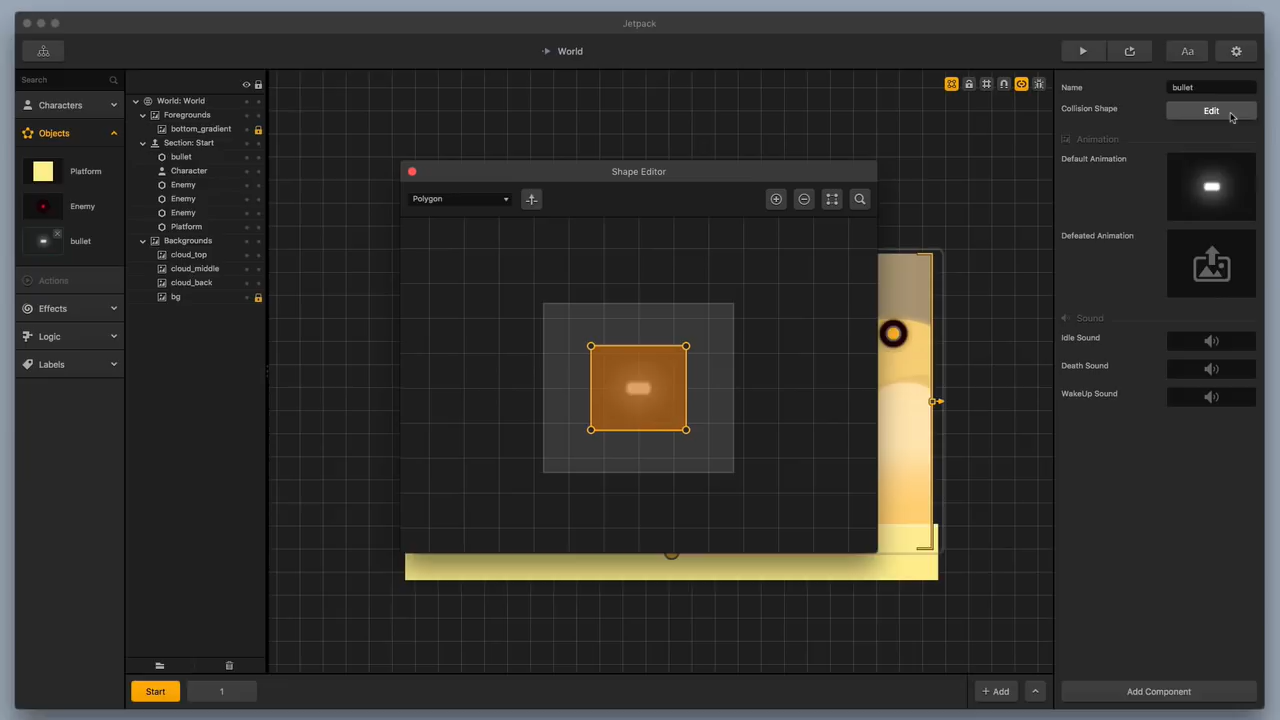 Jetpack
World
Aa
Search
Characters
Objects
Platform
Enemy
bullet
Actions
Effects
Logic
Labels
World: World
Foregrounds
bottom_gradient
Section: Start
bullet
Character
Enemy
Enemy
Enemy
Platform
Backgrounds
cloud_top
cloud_middle
cloud_back
bg
Shape Editor
Polygon
Name
bullet
Collision Shape
Edit
Animation
Default Animation
Defeated Animation
Sound
Idle Sound
Death Sound
WakeUp Sound
Start
1
+ Add
Add Component